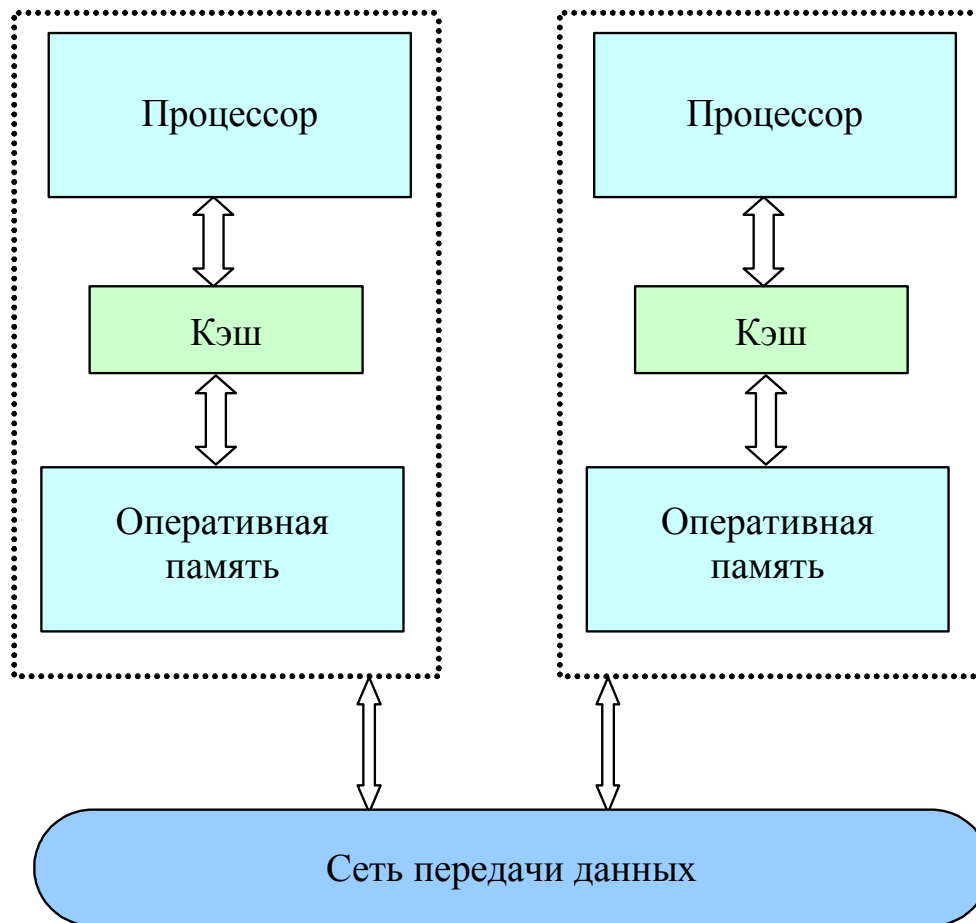 Процессор
Процессор
Кэш
Кэш
Оперативная
память
Оперативная
память
Сеть передачи данных